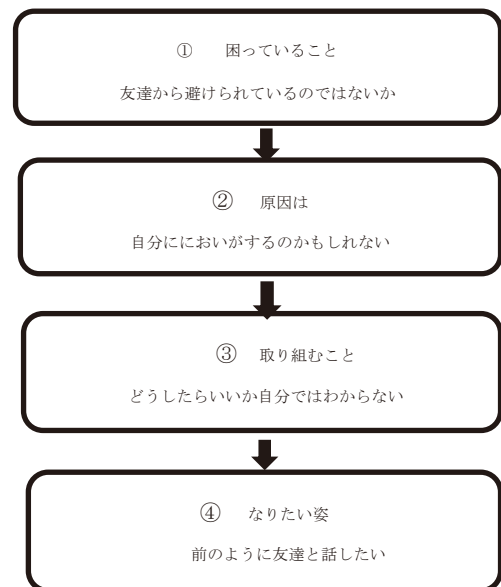 ① 困っていること
友達から避けられているのではないか
② 原因は
自分ににおいがするのかもしれない
③ 取り組むこと
どうしたらいいか自分ではわからない
④ なりたい姿
前のように友達と話したい